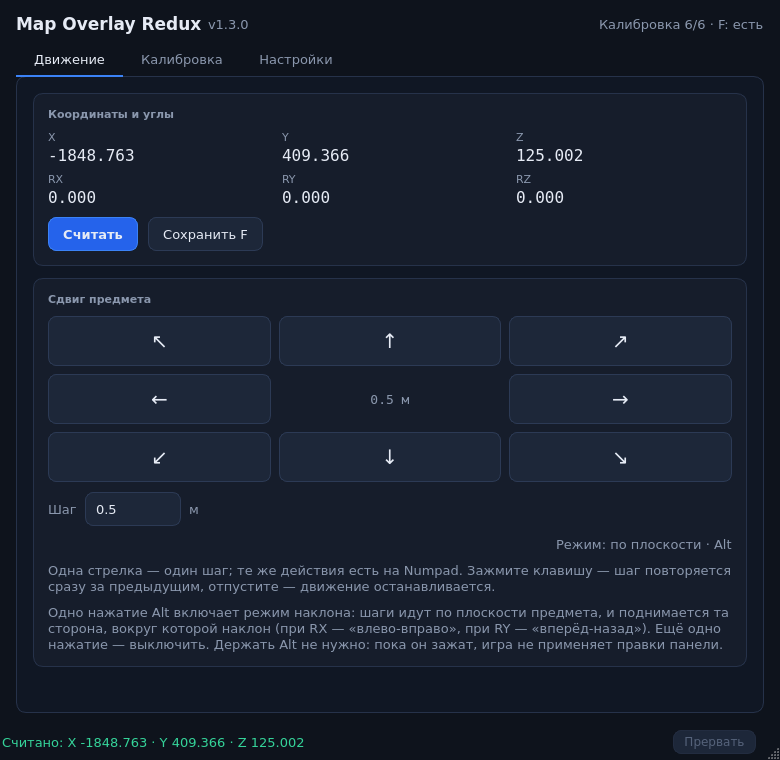 Map Overlay Redux v1.3.0
Калибровка 6/6 · F: есть
Движение Калибровка Настройки
Координаты и углы
X Y Z
-1848.763 409.366 125.002
RX RY RZ
0.000 0.000 0.000
Считать Сохранить F
Сдвиг предмета
↖ ↑ ↗
← 0.5 м →
↙ ↓ ↘
Шаг 0.5 м
Режим: по плоскости · Alt
Одна стрелка — один шаг; те же действия есть на Numpad. Зажмите клавишу — шаг повторяется
сразу за предыдущим, отпустите — движение останавливается.
Одно нажатие Alt включает режим наклона: шаги идут по плоскости предмета, и поднимается та
сторона, вокруг которой наклон (при RX — «влево-вправо», при RY — «вперёд-назад»). Ещё одно
нажатие — выключить. Держать Alt не нужно: пока он зажат, игра не применяет правки панели.
Считано: X -1848.763 · Y 409.366 · Z 125.002
Прервать